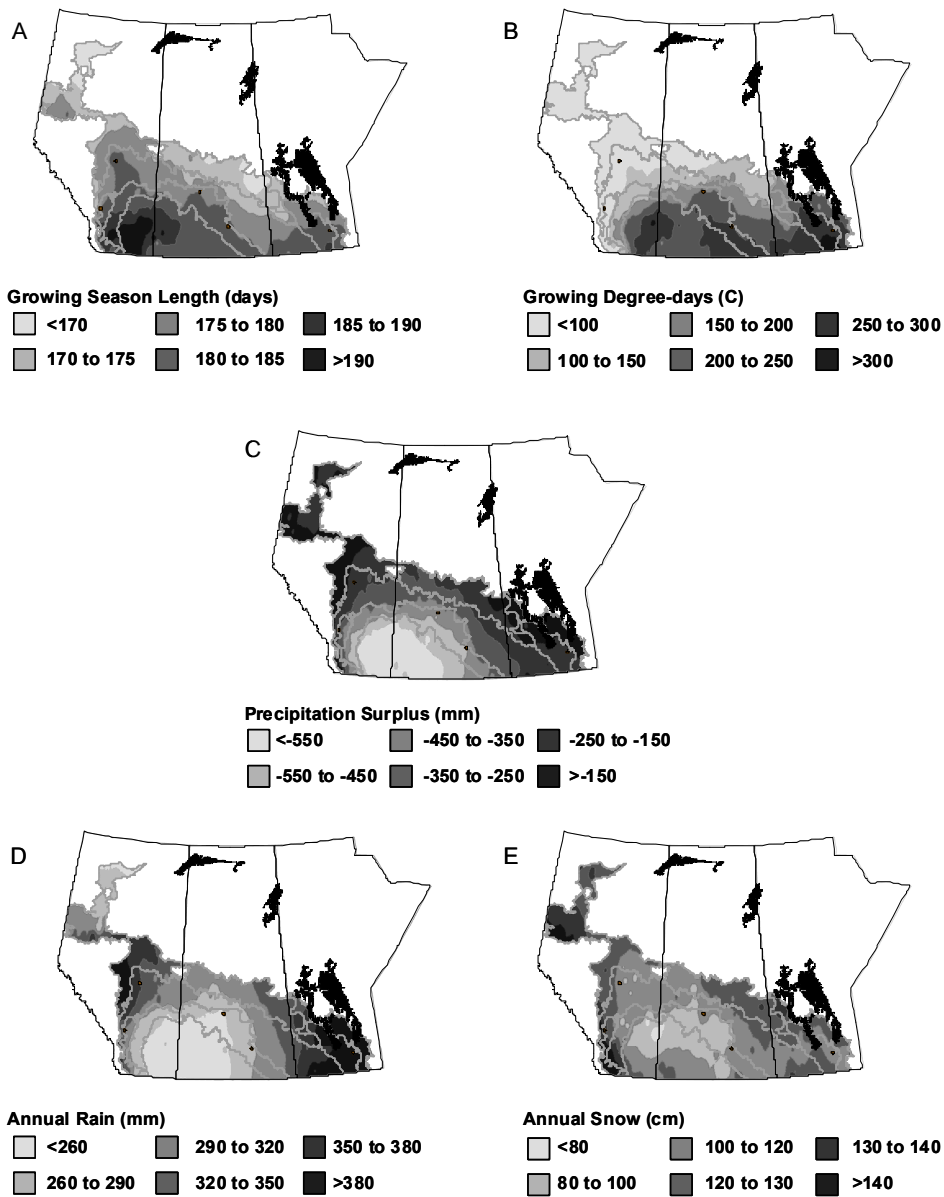 A B
Growing Season Length (days) Growing Degree-days (C)
<170 175 to 180 185 to 190 <100 150 to 200 250 to 300
170 to 175 180 to 185 >190 100 to 150 200 to 250 >300
C
Precipitation Surplus (mm)
<-550 -450 to -350 -250 to -150
-550 to -450 -350 to -250 >-150
D E
Annual Rain (mm) Annual Snow (cm)
<260 290 to 320 350 to 380 <80 100 to 120 130 to 140
260 to 290 320 to 350 >380 80 to 100 120 to 130 >140